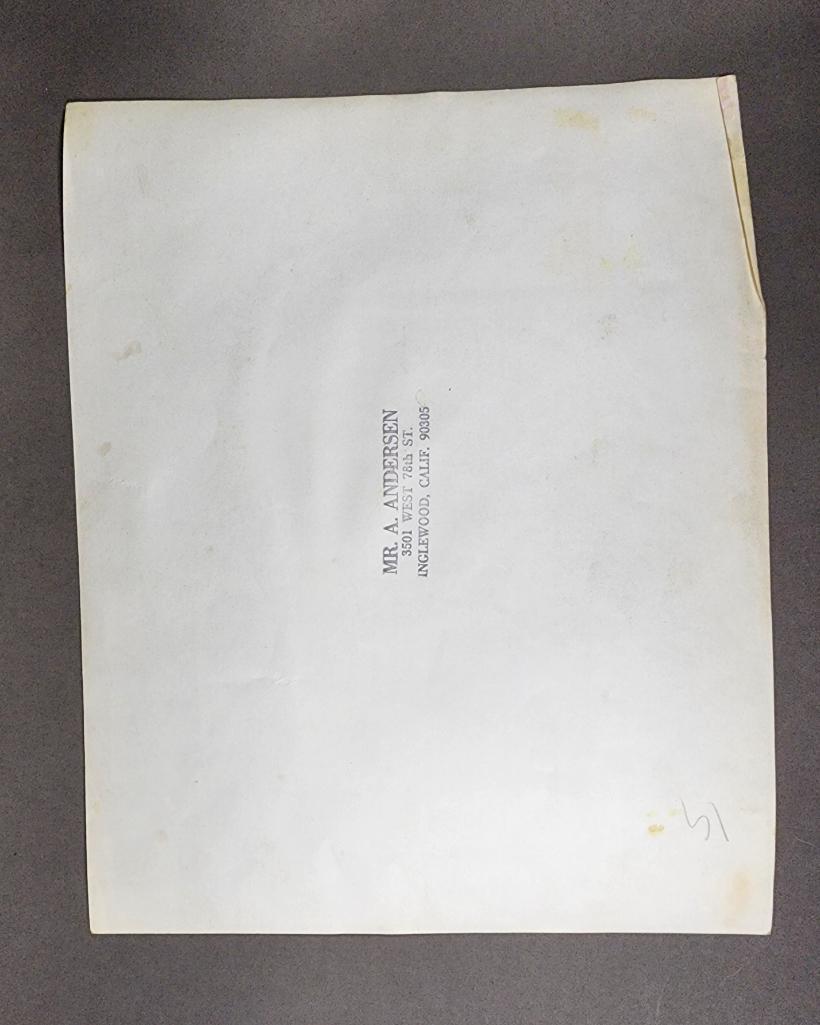 MR. A. ANDERSEN
3501 WEST 78th ST.
INGLEWOOD, CALIF. 90305